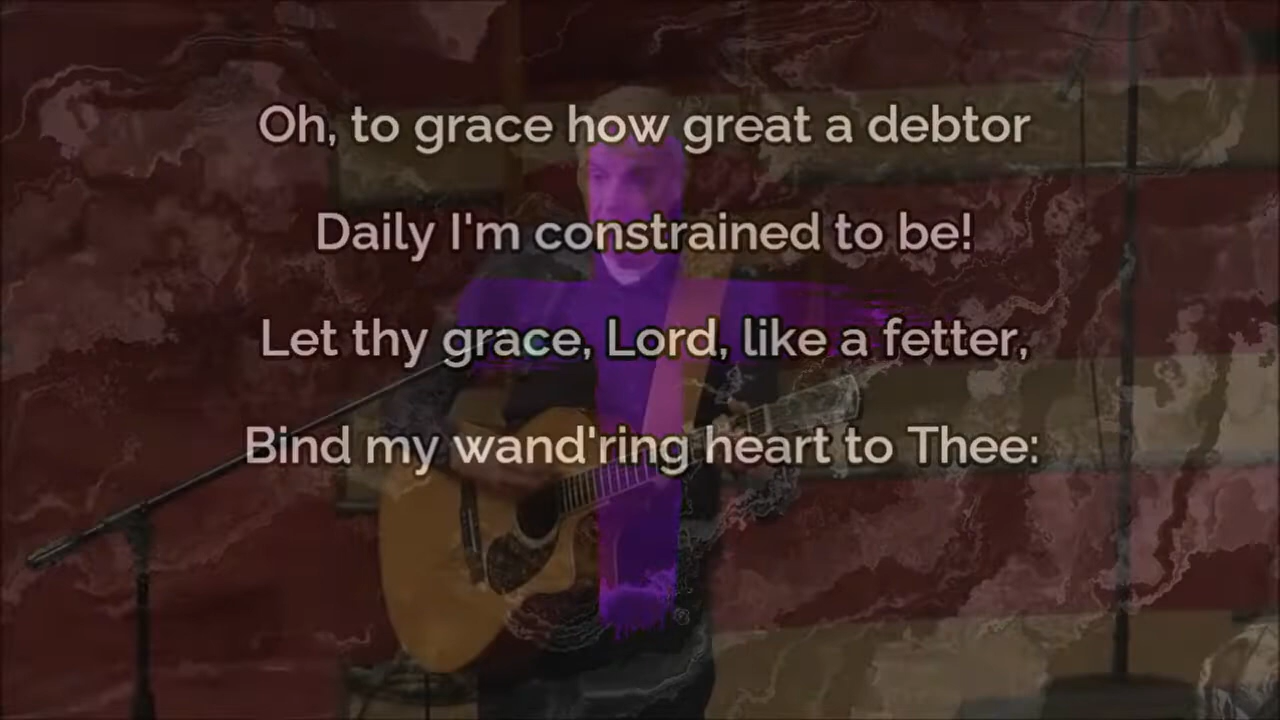 Oh, to grace how great a debtor
Daily I'm constrained to be!
Let thy grace, Lord, like a fetter,
Bind my wand'ring heart to Thee: